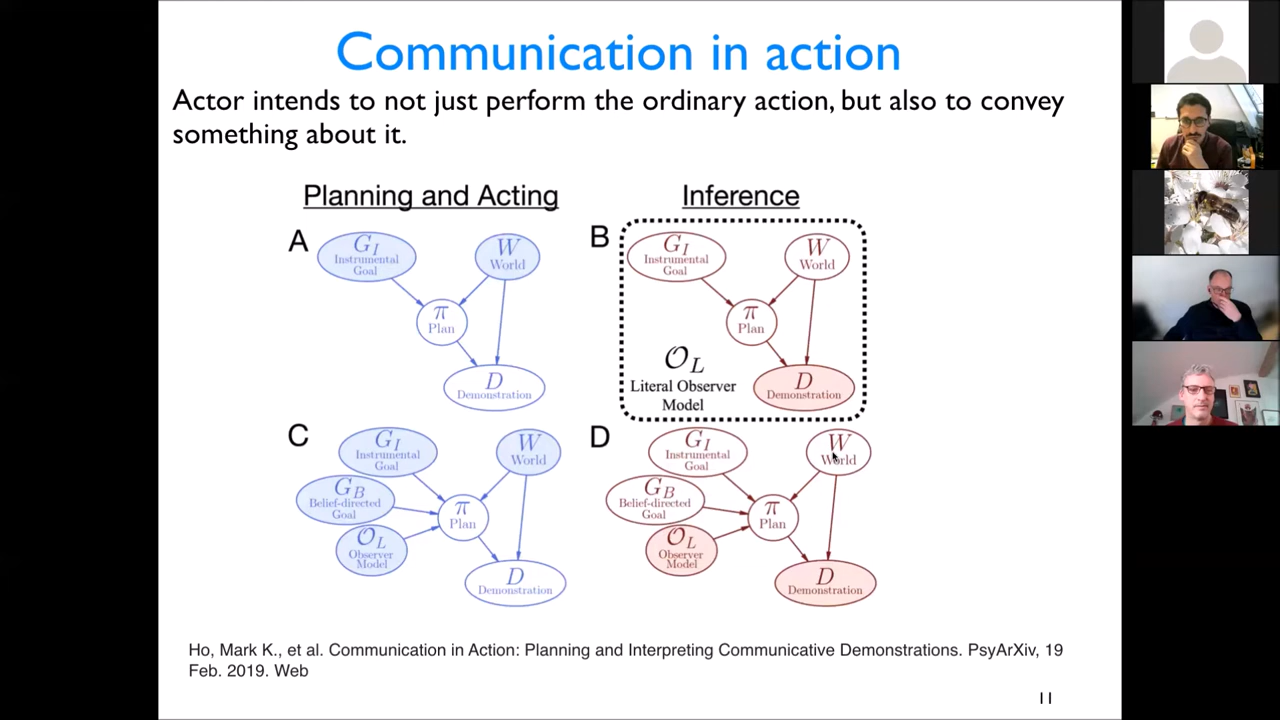 Communication in action
Actor intends to not just perform the ordinary action, but also to convey
something about it.
Planning and Acting
Inference
A
G_I
Instrumental
Goal
W
World
π
Plan
D
Demonstration
B
G_I
Instrumental
Goal
W
World
π
Plan
O_L
Literal Observer
Model
D
Demonstration
C
G_I
Instrumental
Goal
W
World
G_B
Belief-directed
Goal
π
Plan
O_L
Observer
Model
D
Demonstration
D
G_I
Instrumental
Goal
W
World
G_B
Belief-directed
Goal
π
Plan
O_L
Observer
Model
D
Demonstration
Ho, Mark K., et al. Communication in Action: Planning and Interpreting Communicative Demonstrations. PsyArXiv, 19
Feb. 2019. Web
11